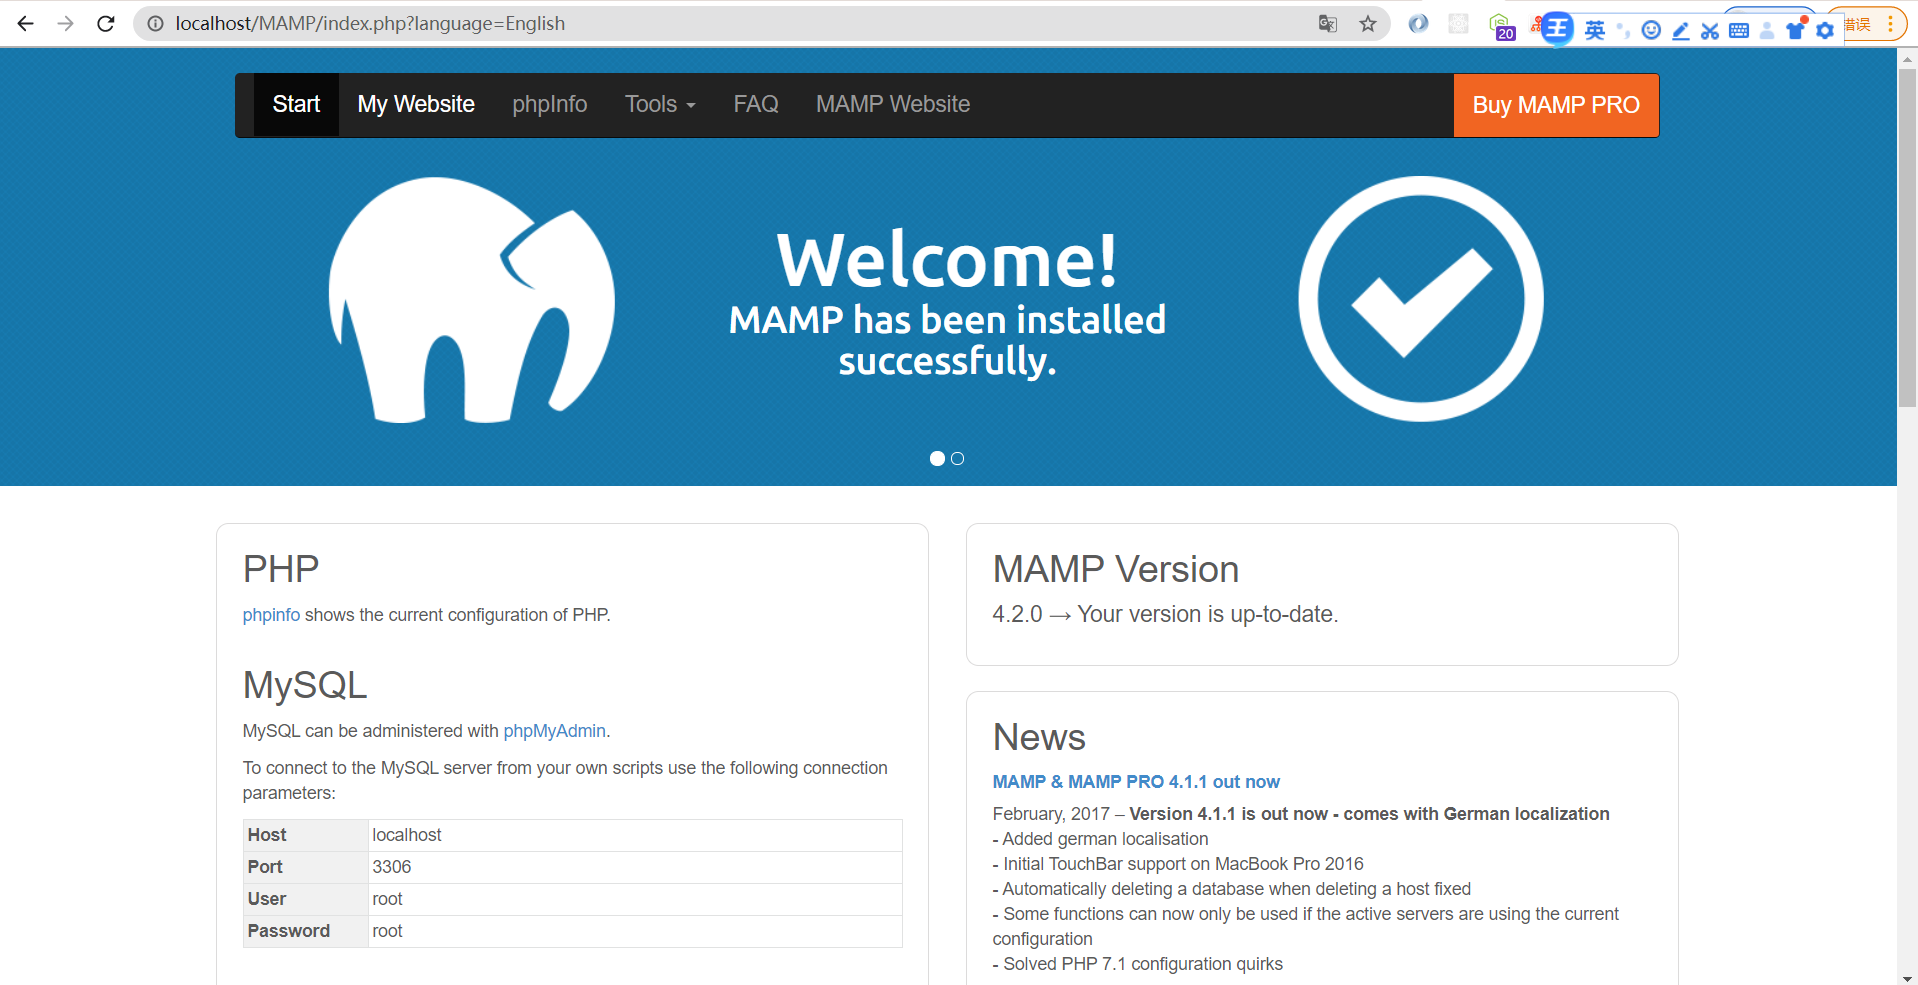 localhost/MAMP/index.php?language=English
20
王
英
错误
Start
My Website
phpInfo
Tools
FAQ
MAMP Website
Buy MAMP PRO
Welcome!
MAMP has been installed
successfully.
PHP
phpinfo shows the current configuration of PHP.
MySQL
MySQL can be administered with phpMyAdmin.
To connect to the MySQL server from your own scripts use the following connection
parameters:
Host localhost
Port 3306
User root
Password root
MAMP Version
4.2.0 → Your version is up-to-date.
News
MAMP & MAMP PRO 4.1.1 out now
February, 2017 – Version 4.1.1 is out now - comes with German localization
- Added german localisation
- Initial TouchBar support on MacBook Pro 2016
- Automatically deleting a database when deleting a host fixed
- Some functions can now only be used if the active servers are using the current
configuration
- Solved PHP 7.1 configuration quirks